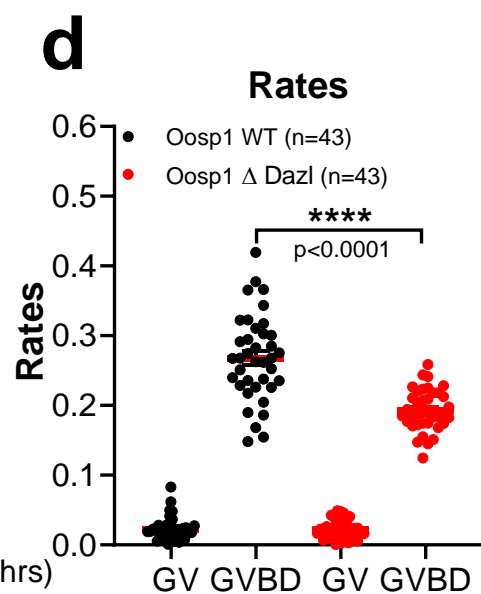 d
Rates
0.6
0.5
0.4
0.3
0.2
0.1
0.0
Rates
Oosp1 WT (n=43)
Oosp1 Δ Dazl (n=43)
****
p<0.0001
hrs)
GV GVBD GV GVBD